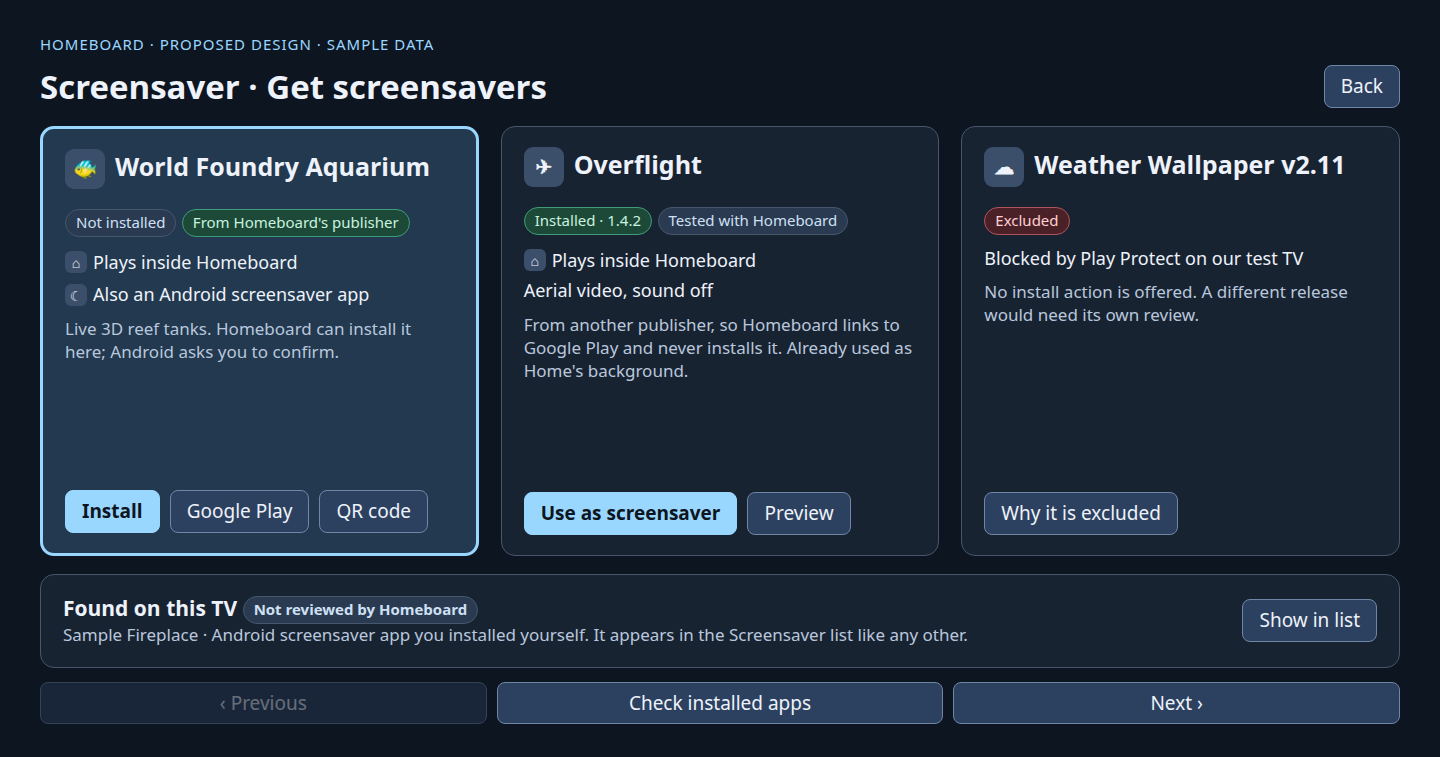 HOMEBOARD · PROPOSED DESIGN · SAMPLE DATA
Screensaver · Get screensavers
Back
World Foundry Aquarium
Not installed
From Homeboard's publisher
Plays inside Homeboard
Also an Android screensaver app
Live 3D reef tanks. Homeboard can install it
here; Android asks you to confirm.
Install
Google Play
QR code
Overflight
Installed · 1.4.2
Tested with Homeboard
Plays inside Homeboard
Aerial video, sound off
From another publisher, so Homeboard links to
Google Play and never installs it. Already used as
Home's background.
Use as screensaver
Preview
Weather Wallpaper v2.11
Excluded
Blocked by Play Protect on our test TV
No install action is offered. A different release
would need its own review.
Why it is excluded
Found on this TV
Not reviewed by Homeboard
Sample Fireplace · Android screensaver app you installed yourself. It appears in the Screensaver list like any other.
Show in list
‹ Previous
Check installed apps
Next ›